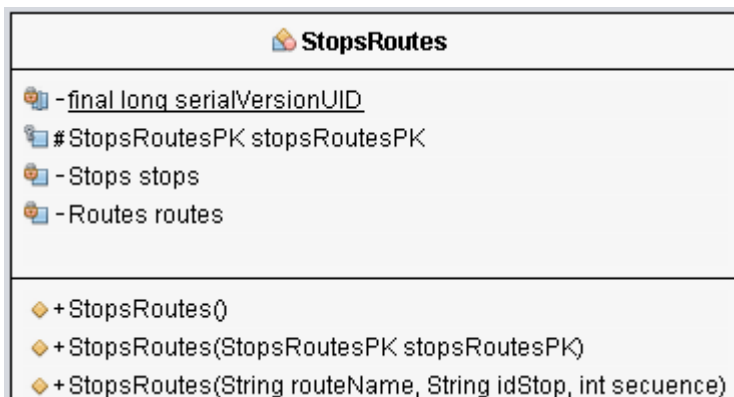 StopsRoutes
-final long serialVersionUID
#StopsRoutesPK stopsRoutesPK
-Stops stops
-Routes routes
+StopsRoutes()
+StopsRoutes(StopsRoutesPK stopsRoutesPK)
+StopsRoutes(String routeName, String idStop, int secuence)